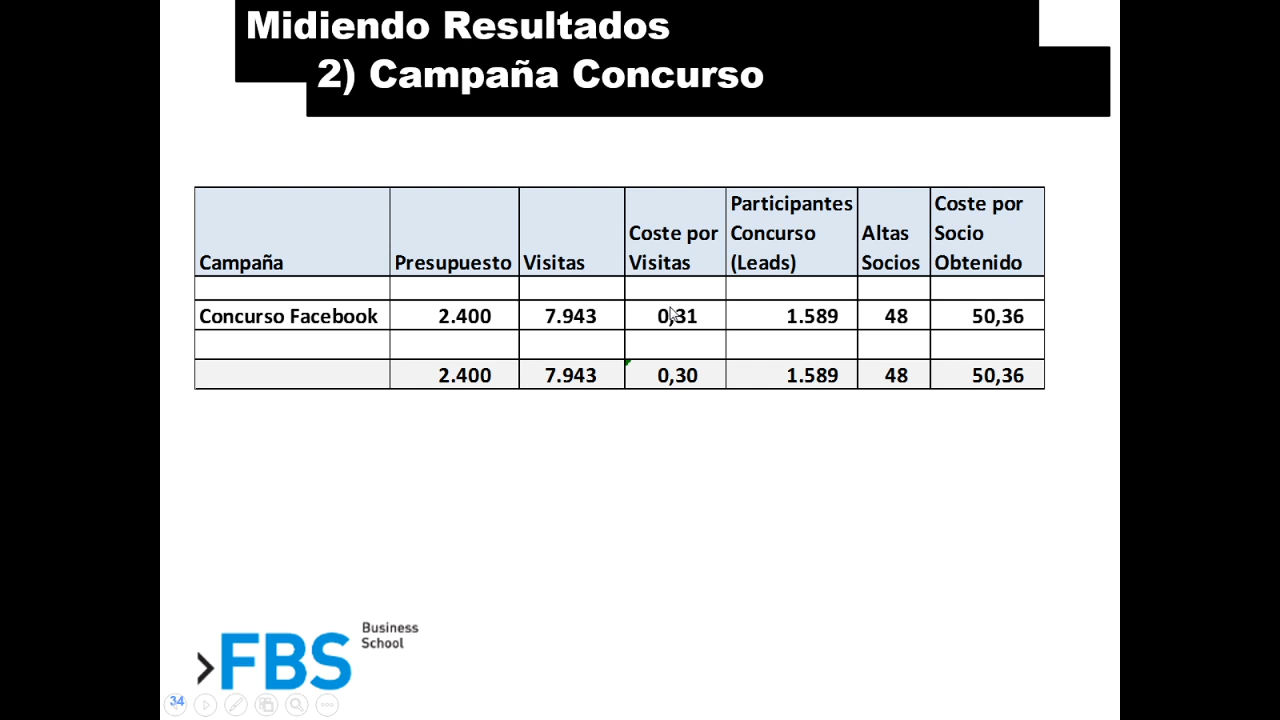 Midiendo Resultados
2) Campaña Concurso
Campaña Presupuesto Visitas Coste por Visitas Participantes Concurso (Leads) Altas Socios Coste por Socio Obtenido
Concurso Facebook 2.400 7.943 0,31 1.589 48 50,36
2.400 7.943 0,30 1.589 48 50,36
FBS Business School
34